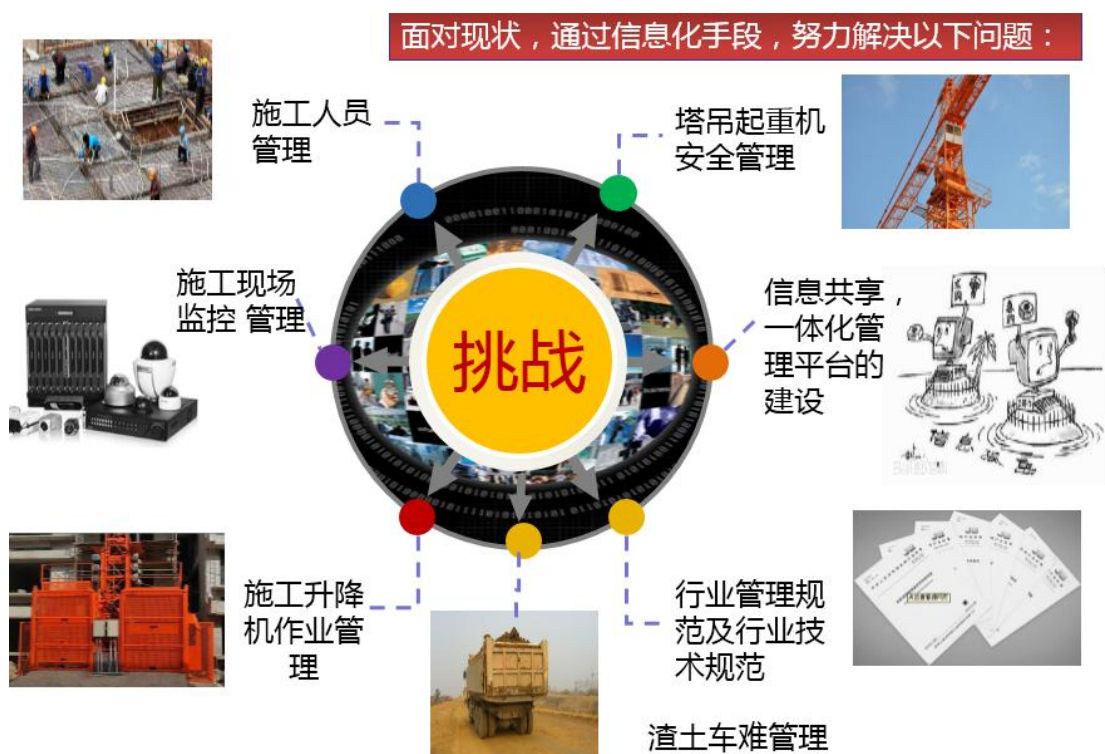 面对现状，通过信息化手段，努力解决以下问题：
施工人员
管理
塔吊起重机
安全管理
施工现场
监控 管理
信息共享，
一体化管
理平台的
建设
挑战
施工升降
机作业管
理
行业管理规
范及行业技
术规范
渣土车难管理